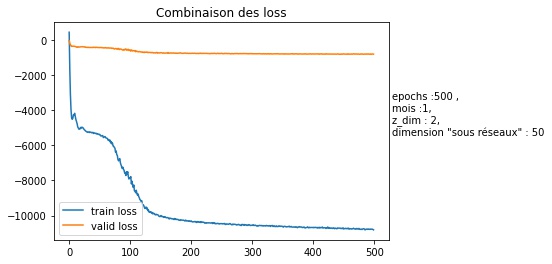 Combinaison des loss
0
−2000
−4000
−6000
−8000
−10000
0
100
200
300
400
500
train loss
valid loss
epochs :500 ,
mois :1,
z_dim : 2,
dimension "sous réseaux" : 50